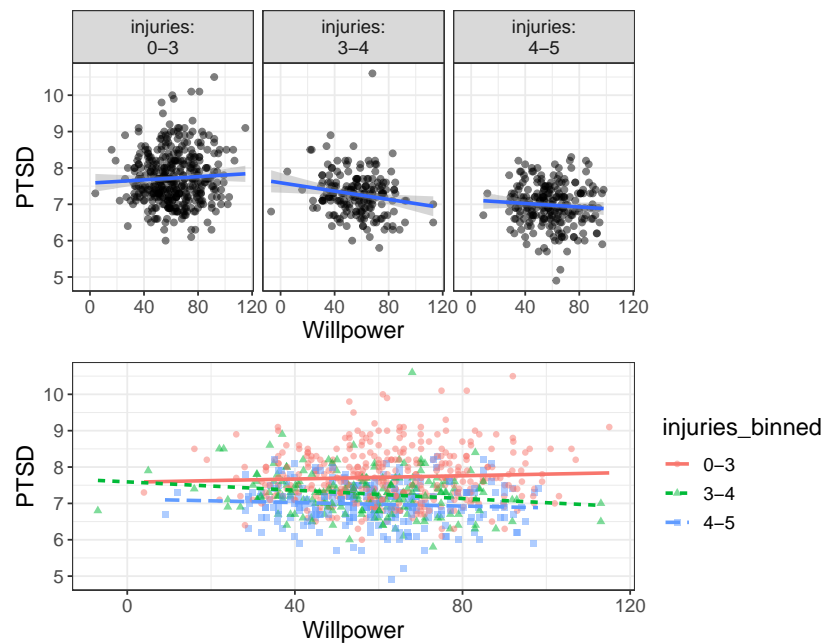 injuries: injuries: injuries:
0−3 3−4 4−5
10
9
8
7
6
5
PTSD
0 40 80 120 0 40 80 120 0 40 80 120
Willpower
10
9
8
7
6
5
PTSD
0 40 80 120
Willpower
injuries_binned
0−3
3−4
4−5